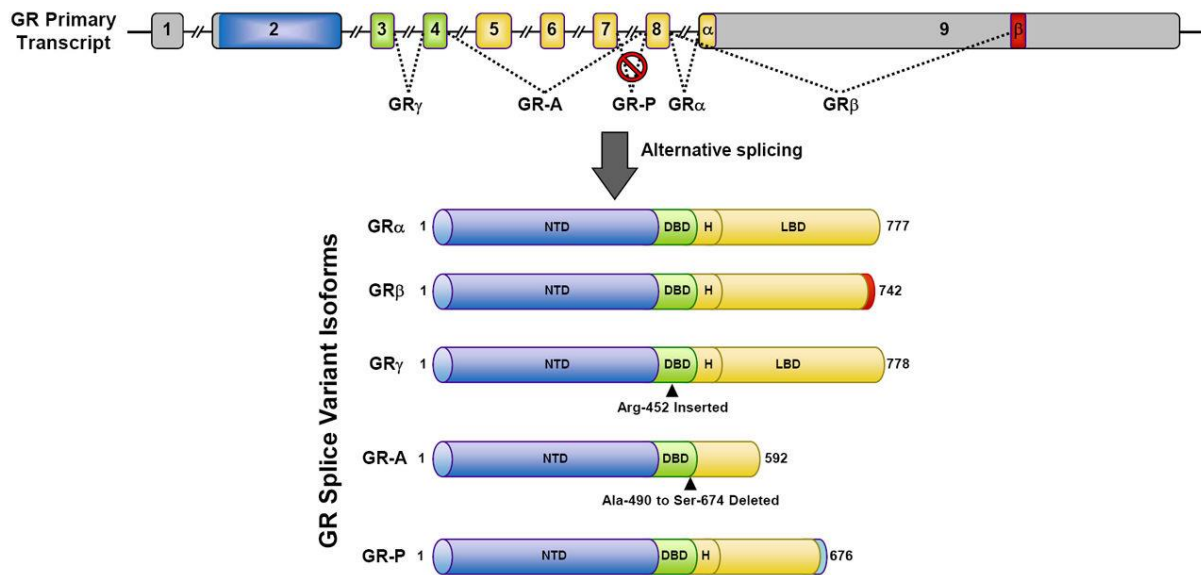 GR Primary
Transcript
1 2 3 4 5 6 7 8 α 9 β
GRγ GR-A GR-P GRα GRβ
Alternative splicing
GR Splice Variant Isoforms
GRα 1 NTD DBD H LBD 777
GRβ 1 NTD DBD H 742
GRγ 1 NTD DBD H LBD 778
Arg-452 Inserted
GR-A 1 NTD DBD 592
Ala-490 to Ser-674 Deleted
GR-P 1 NTD DBD H 676